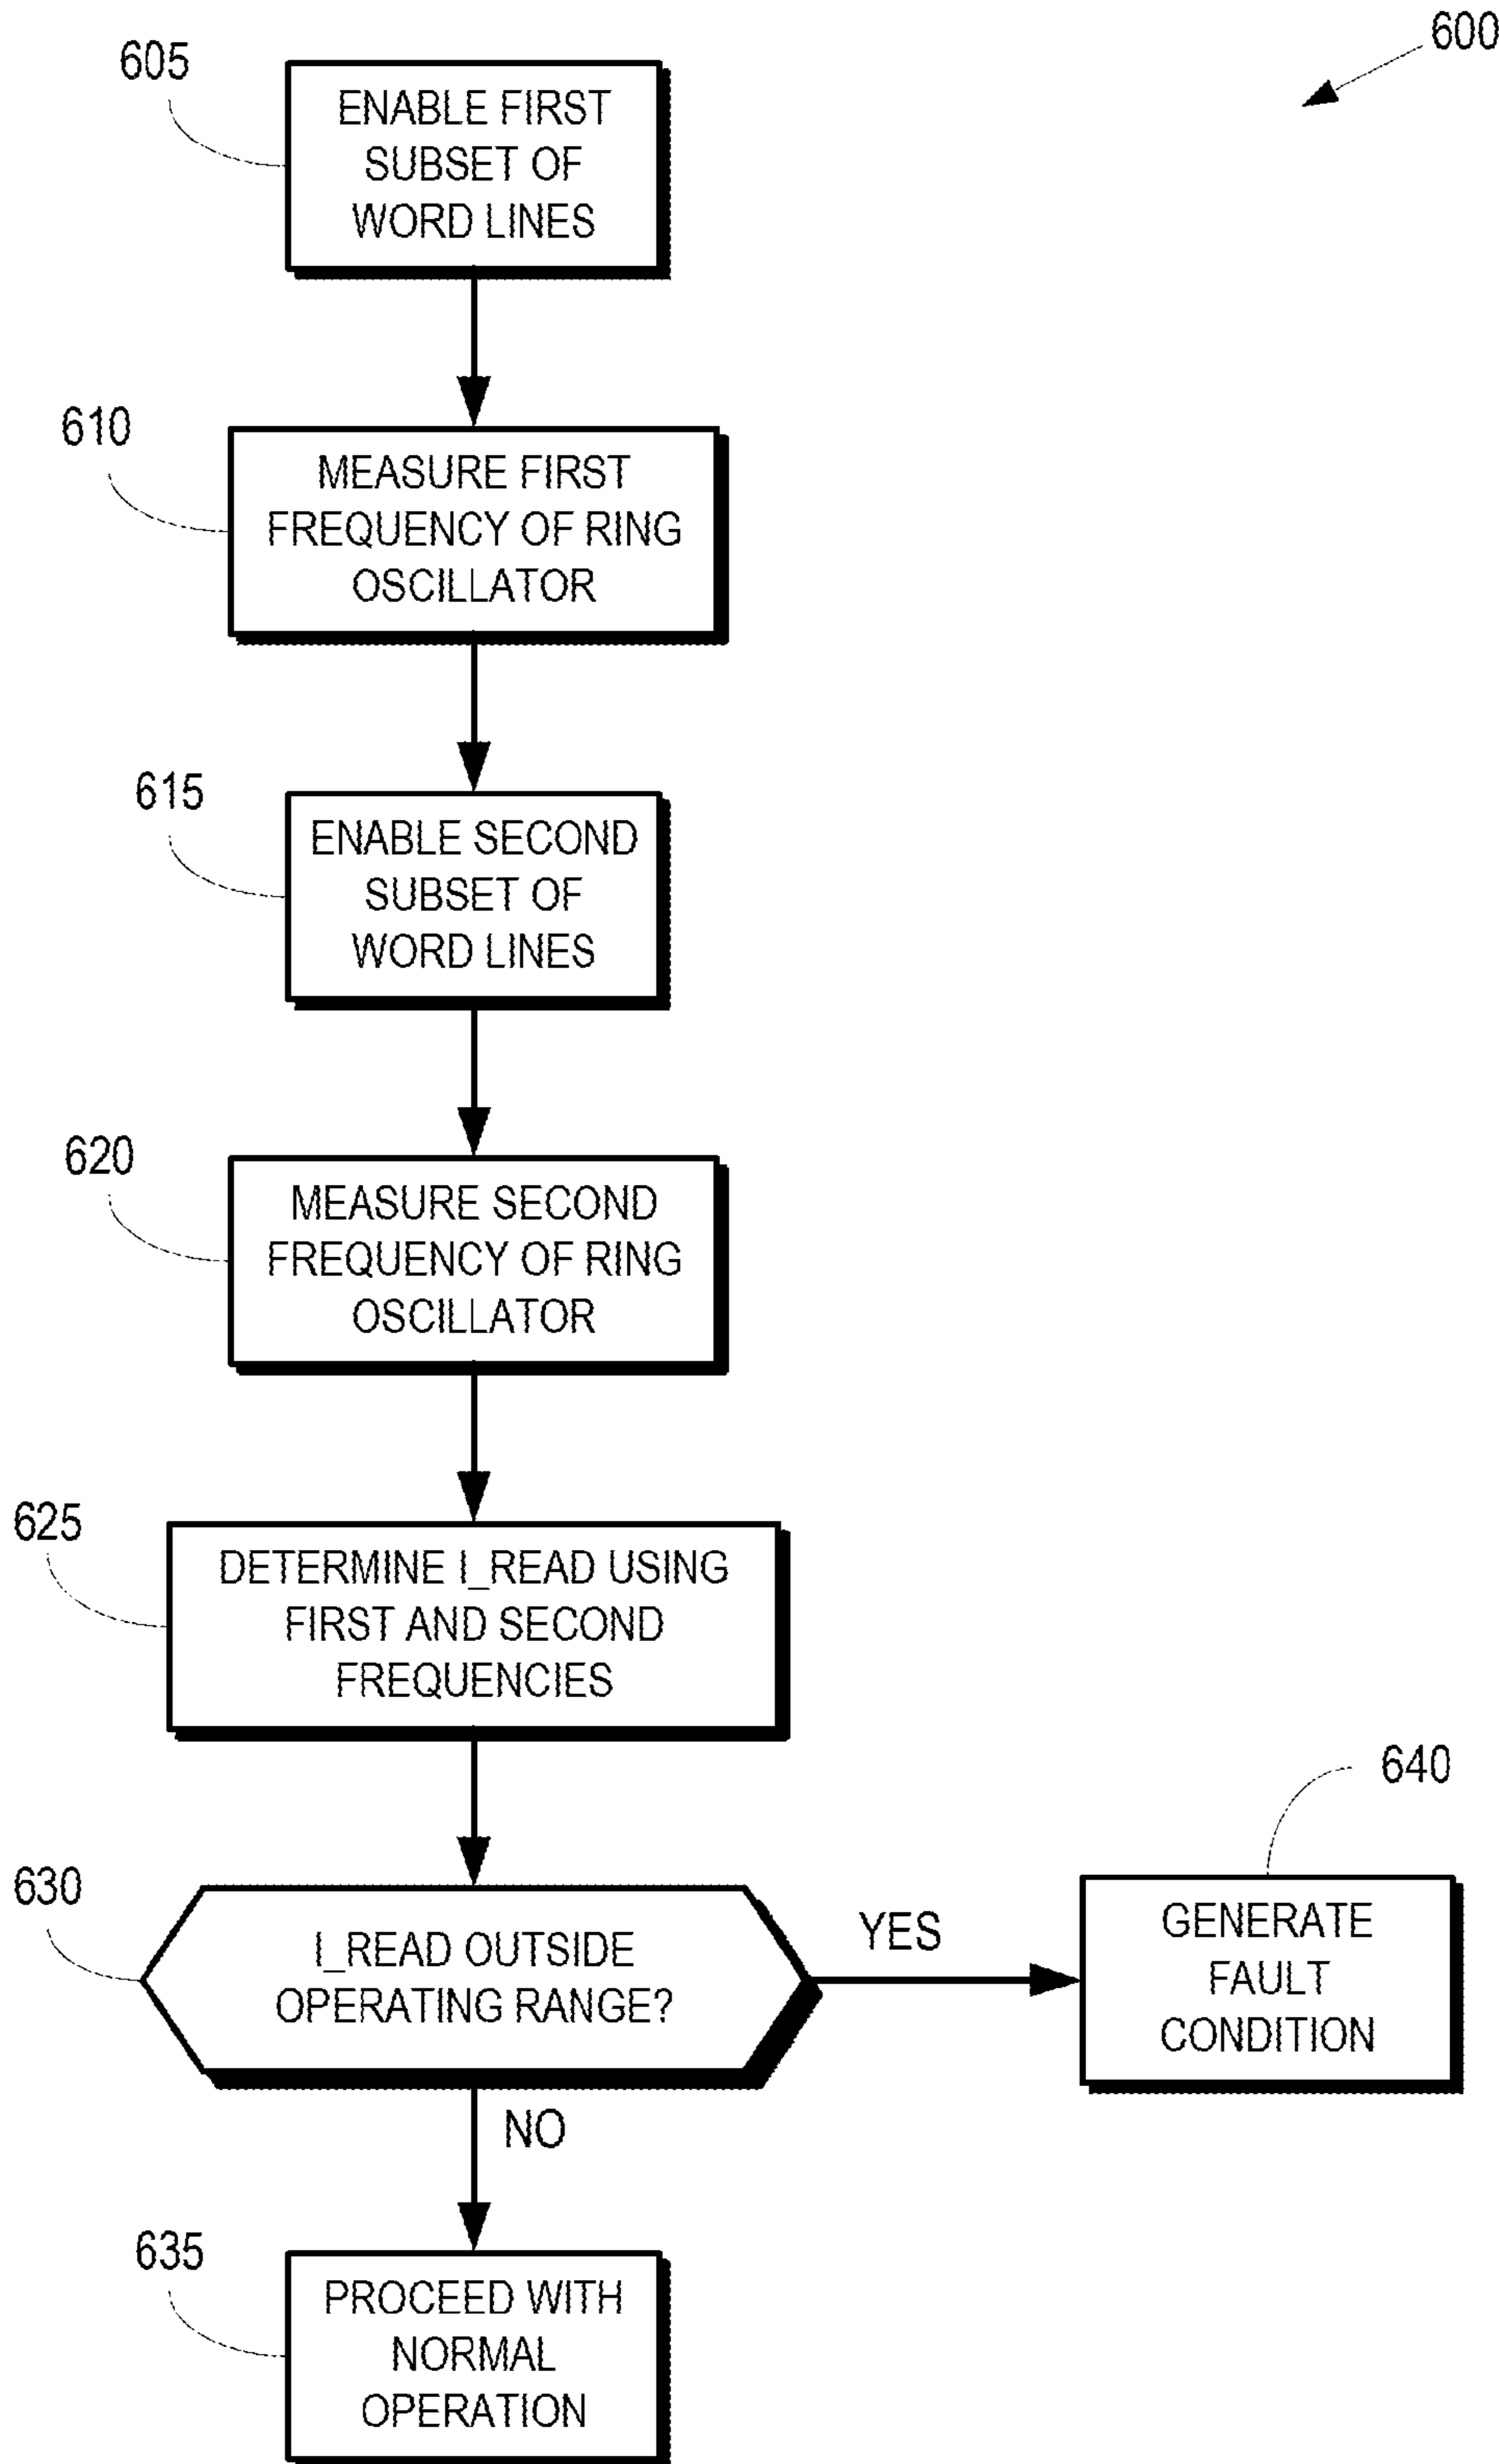 600
605
ENABLE FIRST
SUBSET OF
WORD LINES
610
MEASURE FIRST
FREQUENCY OF RING
OSCILLATOR
615
ENABLE SECOND
SUBSET OF
WORD LINES
620
MEASURE SECOND
FREQUENCY OF RING
OSCILLATOR
625
DETERMINE I_READ USING
FIRST AND SECOND
FREQUENCIES
630
I_READ OUTSIDE
OPERATING RANGE?
YES
640
GENERATE
FAULT
CONDITION
NO
635
PROCEED WITH
NORMAL
OPERATION